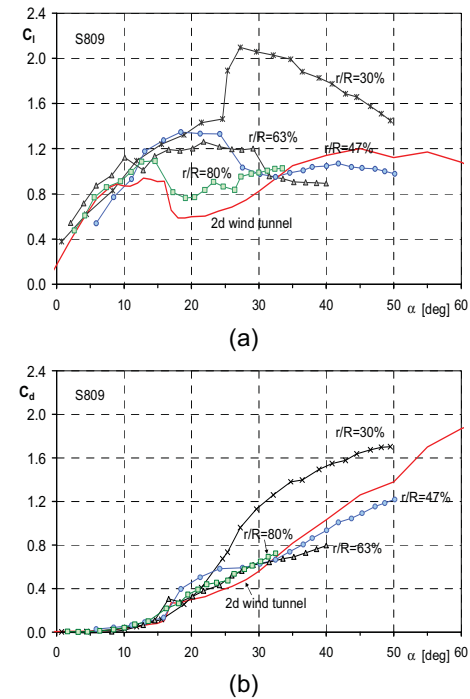 2.4
C_l
S809
2.0
r/R=30%
1.6
r/R=63%
1.2
r/R=47%
r/R=80%
0.8
0.4
2d wind tunnel
0.0
0 10 20 30 40 50 60
α [deg]
(a)
2.4
C_d
S809
2.0
r/R=30%
1.6
r/R=47%
1.2
r/R=80%
0.8
r/R=63%
0.4
2d wind tunnel
0.0
0 10 20 30 40 50 60
α [deg]
(b)